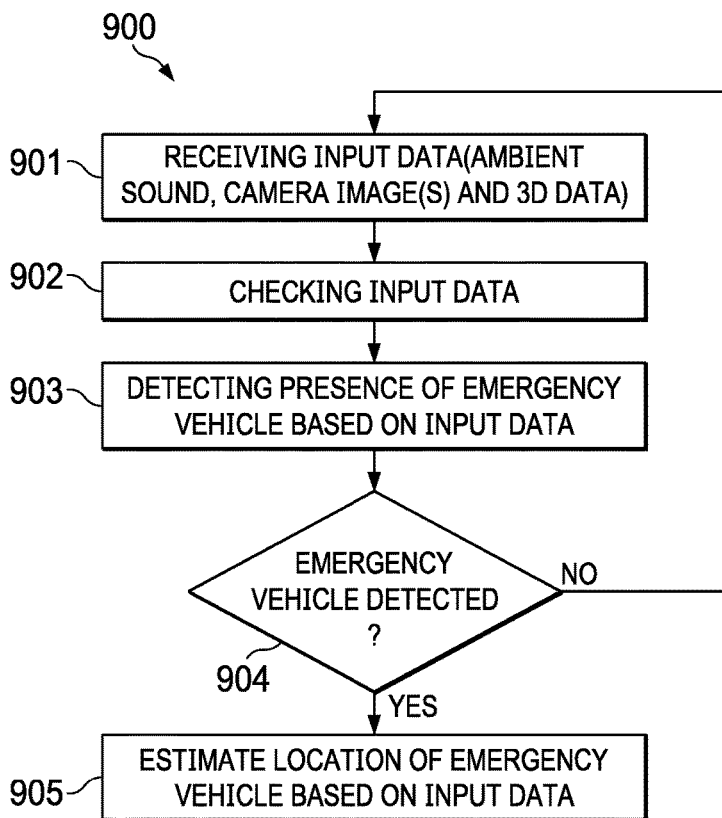 900
901
RECEIVING INPUT DATA(AMBIENT
SOUND, CAMERA IMAGE(S) AND 3D DATA)
902
CHECKING INPUT DATA
903
DETECTING PRESENCE OF EMERGENCY
VEHICLE BASED ON INPUT DATA
EMERGENCY
VEHICLE DETECTED
?
NO
904
YES
905
ESTIMATE LOCATION OF EMERGENCY
VEHICLE BASED ON INPUT DATA